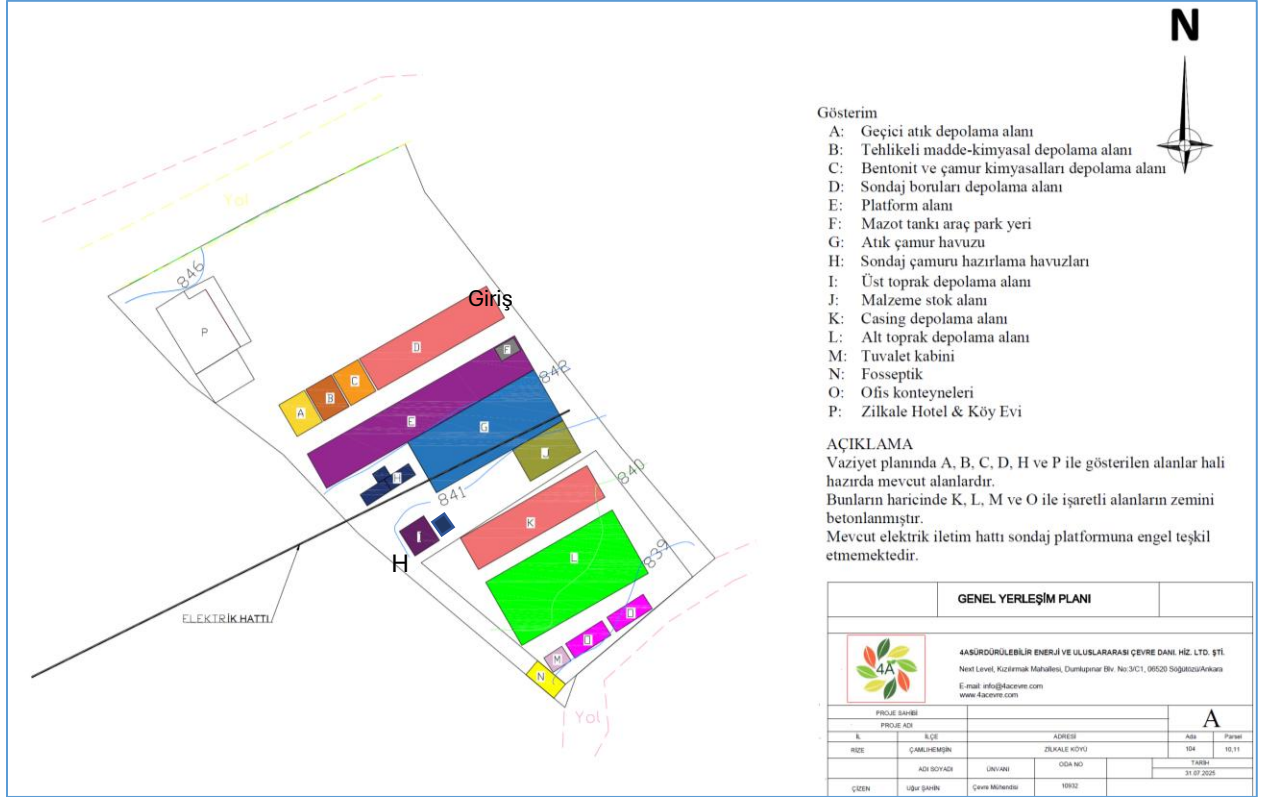 N
Gösterim
A: Geçici atık depolama alanı
B: Tehlikeli madde-kimyasal depolama alanı
C: Bentonit ve çamur kimyasalları depolama alanı
D: Sondaj boruları depolama alanı
E: Platform alanı
F: Mazot tankı araç park yeri
G: Atık çamur havuzu
H: Sondaj çamuru hazırlama havuzları
I: Üst toprak depolama alanı
J: Malzeme stok alanı
K: Casing depolama alanı
L: Alt toprak depolama alanı
M: Tuvalet kabini
N: Fosseptik
O: Ofis konteyneleri
P: Zilkale Hotel & Köy Evi
AÇIKLAMA
Vaziyet planında A, B, C, D, H ve P ile gösterilen alanlar hali
hazırda mevcut alanlardır.
Bunların haricinde K, L, M ve O ile işaretli alanların zemini
betonlanmıştır.
Mevcut elektrik iletim hattı sondaj platformuna engel teşkil
etmemektedir.
Yol
846
P
Giriş
D
F
C
B
A
842
E
G
J
H
840
841
K
I
H
L
839
ELEKTRİK HATTI
M
N
Yol
GENEL YERLEŞİM PLANI
4A
4ASÜRDÜRÜLEBİLİR ENERJİ VE ULUSLARARASI ÇEVRE DANI. HİZ. LTD. ŞTİ.
Next Level, Kızılırmak Mahallesi, Dumlupınar Blv. No:3/C1, 06520 Söğütözü/Ankara
E-mail: info@4acevre.com
www.4acevre.com
PROJE SAHİBİ
PROJE ADI
A
İL İLÇE ADRESİ Ada Parsel
RİZE ÇAMLIHEMŞİN ZİLKALE KÖYÜ 104 10,11
ADI SOYADI ÜNVANI ODA NO TARİH
31.07.2025
ÇİZEN Uğur ŞAHİN Çevre Mühendisi 10932